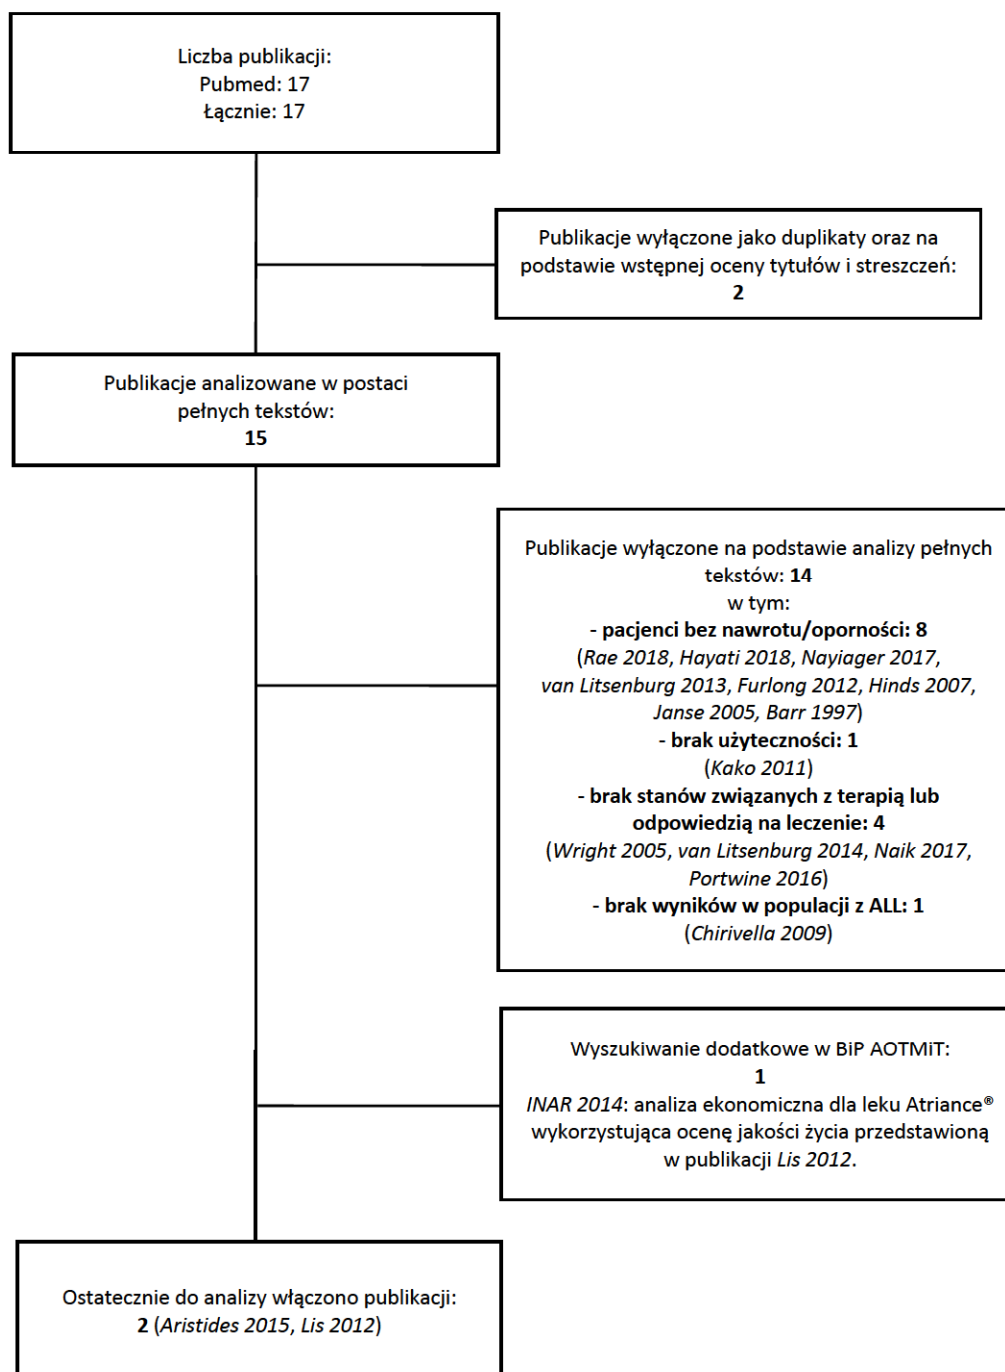 Liczba publikacji:
Pubmed: 17
Łącznie: 17
Publikacje wyłączone jako duplikaty oraz na
podstawie wstępnej oceny tytułów i streszczeń:
2
Publikacje analizowane w postaci
pełnych tekstów:
15
Publikacje wyłączone na podstawie analizy pełnych
tekstów: 14
w tym:
- pacjenci bez nawrotu/oporności: 8
(Rae 2018, Hayati 2018, Nayiager 2017,
van Litsenburg 2013, Furlong 2012, Hinds 2007,
Janse 2005, Barr 1997)
- brak użyteczności: 1
(Kako 2011)
- brak stanów związanych z terapią lub
odpowiedzią na leczenie: 4
(Wright 2005, van Litsenburg 2014, Naik 2017,
Portwine 2016)
- brak wyników w populacji z ALL: 1
(Chirivella 2009)
Wyszukiwanie dodatkowe w BiP AOTMiT:
1
INAR 2014: analiza ekonomiczna dla leku Atriance®
wykorzystująca ocenę jakości życia przedstawioną
w publikacji Lis 2012.
Ostatecznie do analizy włączono publikacji:
2 (Aristides 2015, Lis 2012)